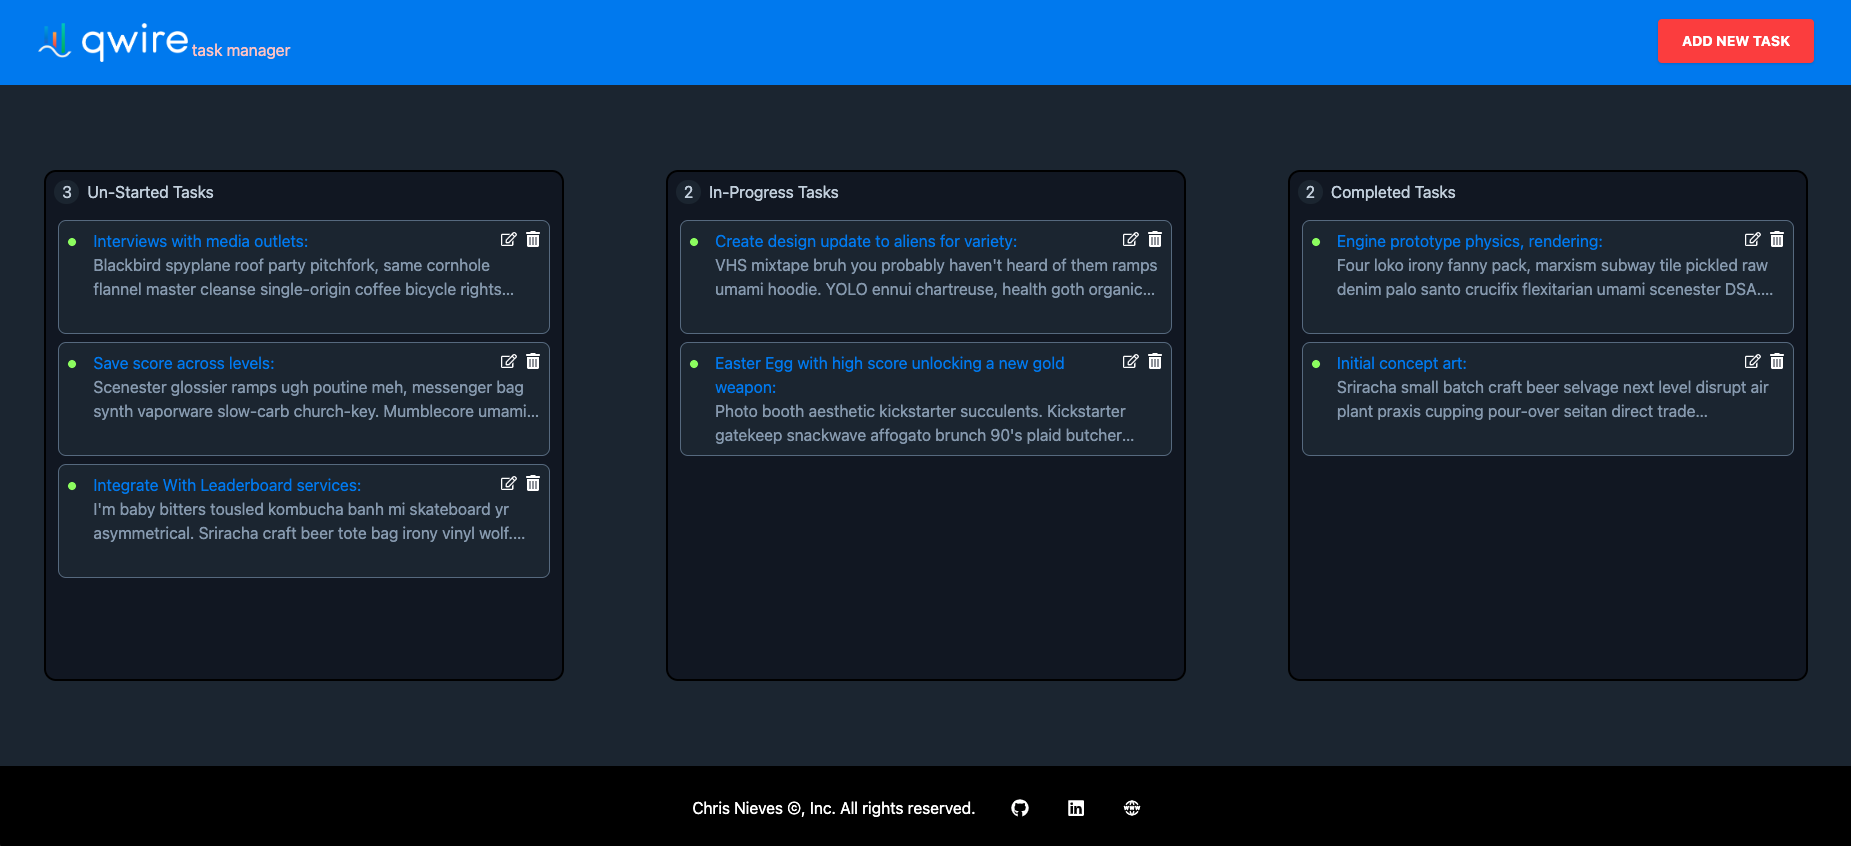 qwire task manager
ADD NEW TASK
3 Un-Started Tasks
Interviews with media outlets:
Blackbird spyplane roof party pitchfork, same cornhole
flannel master cleanse single-origin coffee bicycle rights...
Save score across levels:
Scenester glossier ramps ugh poutine meh, messenger bag
synth vaporware slow-carb church-key. Mumblecore umami...
Integrate With Leaderboard services:
I'm baby bitters tousled kombucha banh mi skateboard yr
asymmetrical. Sriracha craft beer tote bag irony vinyl wolf....
2 In-Progress Tasks
Create design update to aliens for variety:
VHS mixtape bruh you probably haven't heard of them ramps
umami hoodie. YOLO ennui chartreuse, health goth organic...
Easter Egg with high score unlocking a new gold
weapon:
Photo booth aesthetic kickstarter succulents. Kickstarter
gatekeep snackwave affogato brunch 90's plaid butcher...
2 Completed Tasks
Engine prototype physics, rendering:
Four loko irony fanny pack, marxism subway tile pickled raw
denim palo santo crucifix flexitarian umami scenester DSA....
Initial concept art:
Sriracha small batch craft beer selvage next level disrupt air
plant praxis cupping pour-over seitan direct trade...
Chris Nieves ©, Inc. All rights reserved.